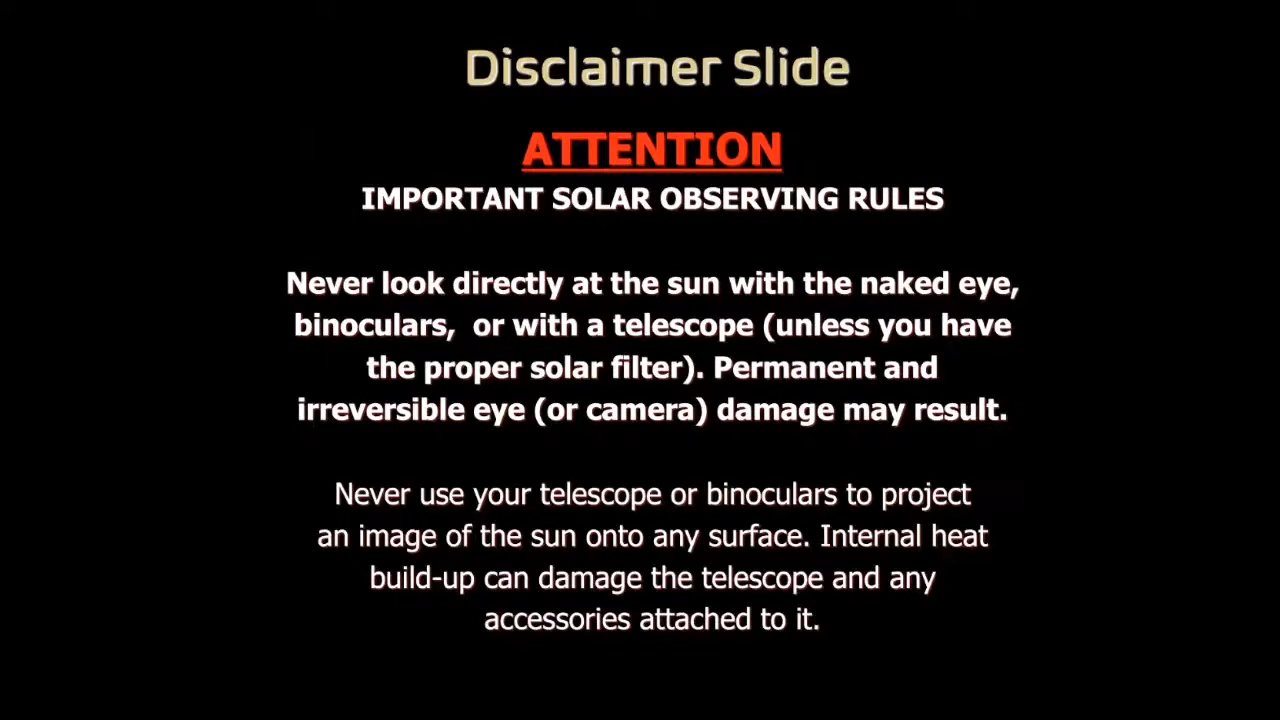 Disclaimer Slide
ATTENTION
IMPORTANT SOLAR OBSERVING RULES
Never look directly at the sun with the naked eye,
binoculars,  or with a telescope (unless you have
the proper solar filter). Permanent and
irreversible eye (or camera) damage may result.
Never use your telescope or binoculars to project
an image of the sun onto any surface. Internal heat
build-up can damage the telescope and any
accessories attached to it.